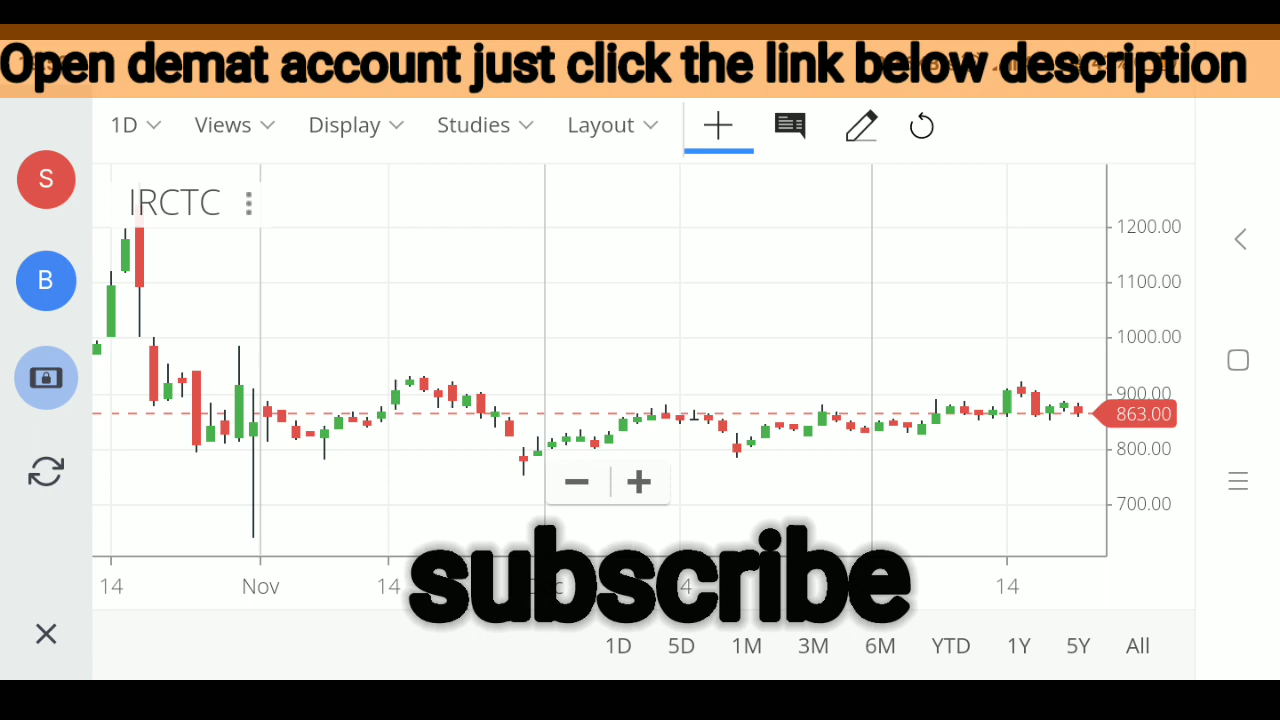 Open demat account just click the link below description
1D Views Display Studies Layout
S
IRCTC
1200.00
B
1100.00
1000.00
900.00
863.00
800.00
700.00
subscribe
14 Nov 14 14
1D 5D 1M 3M 6M YTD 1Y 5Y All